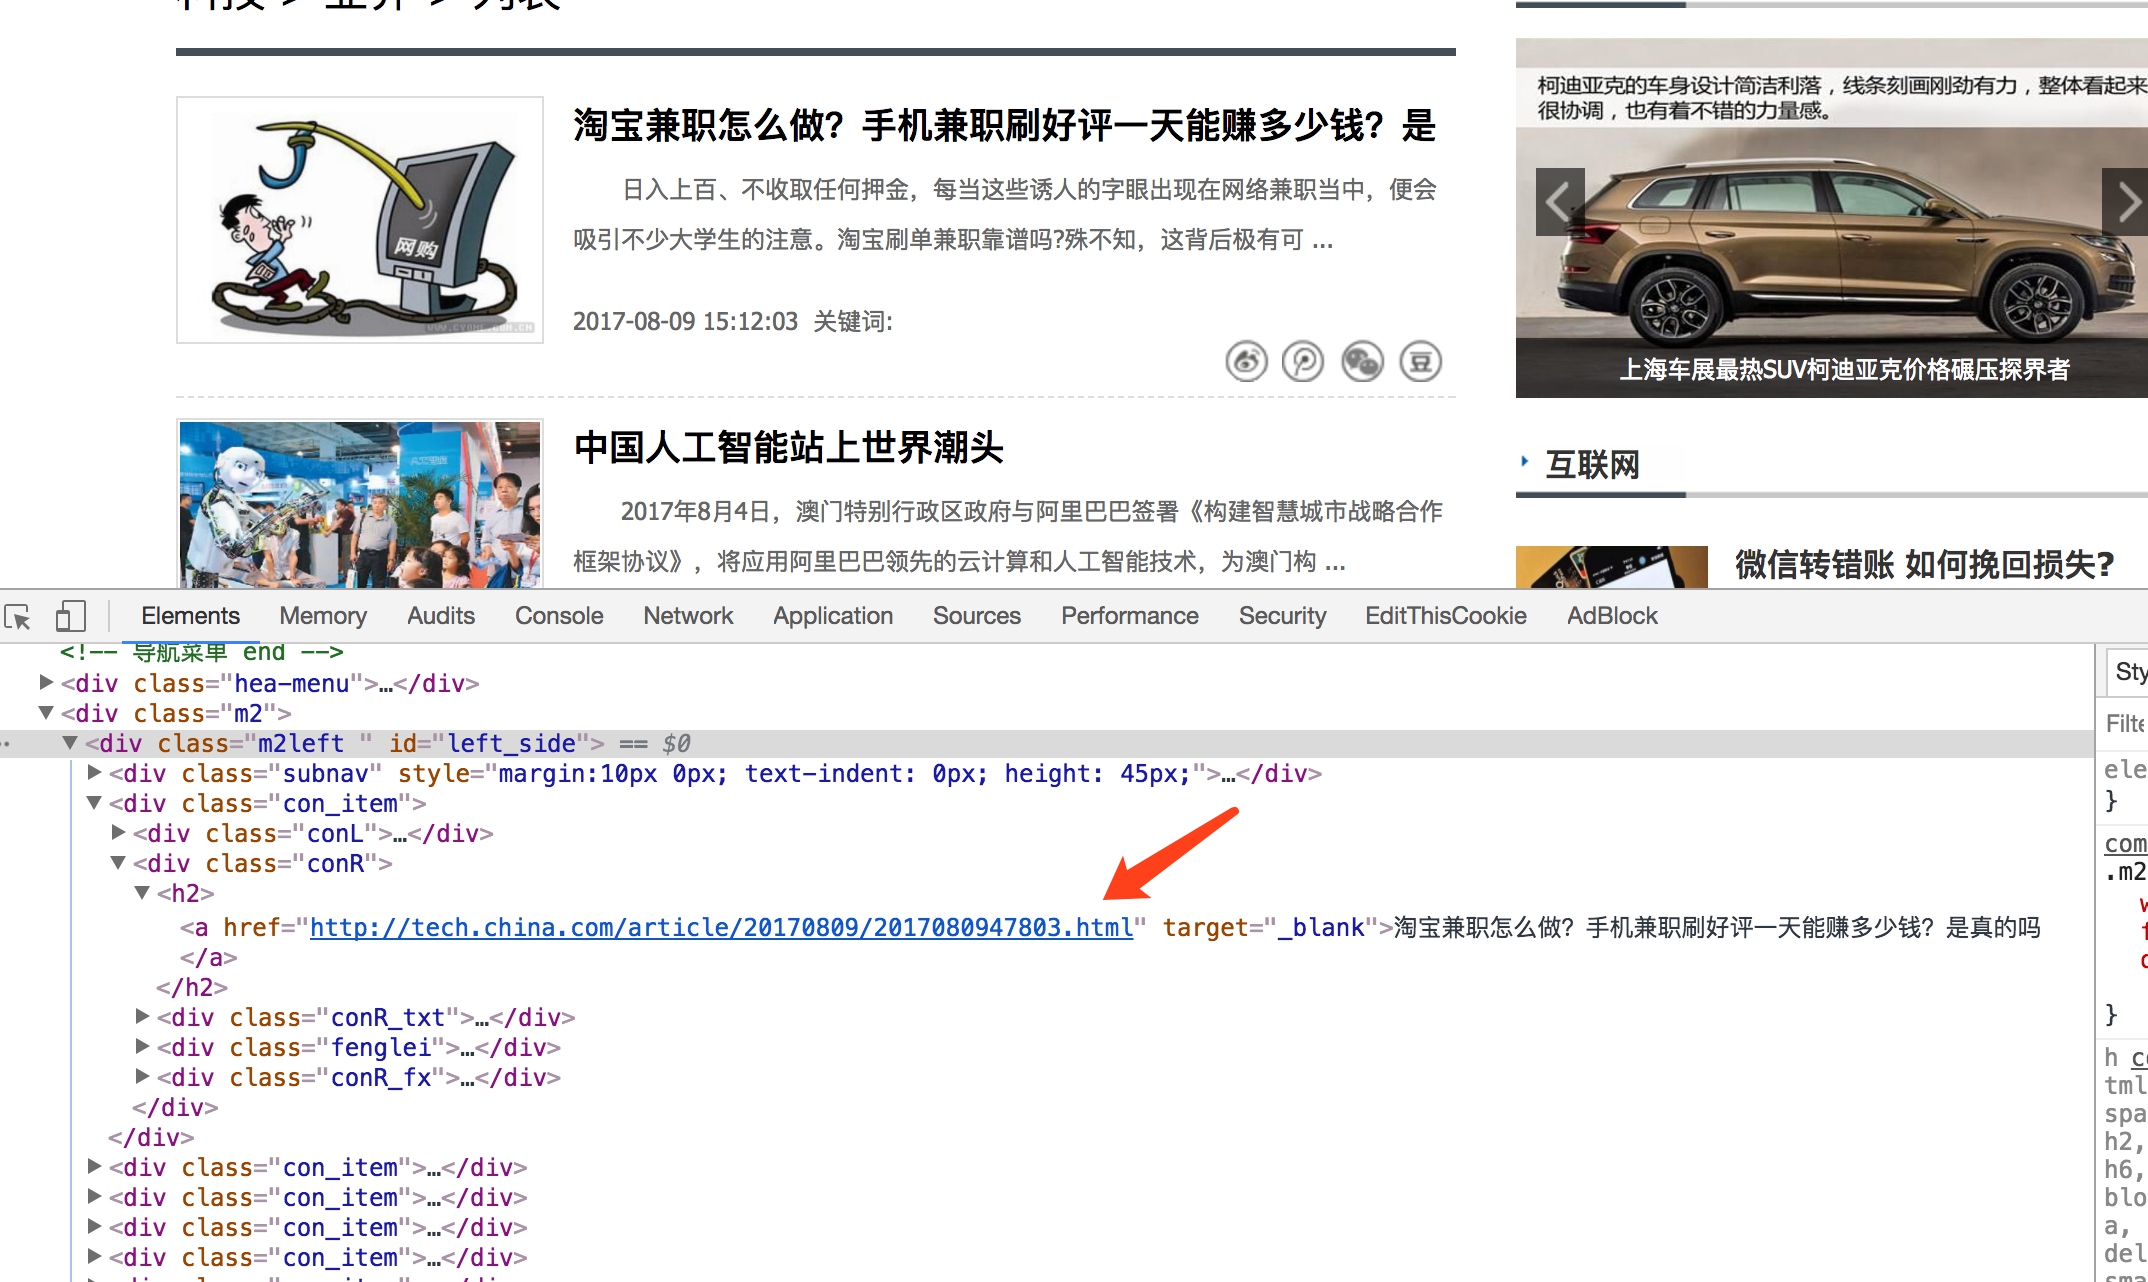 科技 > 业界 > 列表
淘宝兼职怎么做？手机兼职刷好评一天能赚多少钱？是
日入上百、不收取任何押金，每当这些诱人的字眼出现在网络兼职当中，便会
吸引不少大学生的注意。淘宝刷单兼职靠谱吗?殊不知，这背后极有可 ...
网购
2017-08-09 15:12:03 关键词:
豆
中国人工智能站上世界潮头
2017年8月4日，澳门特别行政区政府与阿里巴巴签署《构建智慧城市战略合作
框架协议》，将应用阿里巴巴领先的云计算和人工智能技术，为澳门构 ...
柯迪亚克的车身设计简洁利落，线条刻画刚劲有力，整体看起来
很协调，也有着不错的力量感。
上海车展最热SUV柯迪亚克价格碾压探界者
互联网
微信转错账 如何挽回损失?
Elements Memory Audits Console Network Application Sources Performance Security EditThisCookie AdBlock
<!-- 导航菜单 end -->
<div class="hea-menu">…</div>
<div class="m2">
<div class="m2left " id="left_side"> == $0
<div class="subnav" style="margin:10px 0px; text-indent: 0px; height: 45px;">…</div>
<div class="con_item">
<div class="conL">…</div>
<div class="conR">
<h2>
<a href="http://tech.china.com/article/20170809/2017080947803.html" target="_blank">淘宝兼职怎么做？手机兼职刷好评一天能赚多少钱？是真的吗
</a>
</h2>
<div class="conR_txt">…</div>
<div class="fenglei">…</div>
<div class="conR_fx">…</div>
</div>
</div>
<div class="con_item">…</div>
<div class="con_item">…</div>
<div class="con_item">…</div>
<div class="con_item">…</div>
Sty
Filte
ele
}
com
.m2
}
h co
tml
spa
h2,
h6,
blo
a,
del